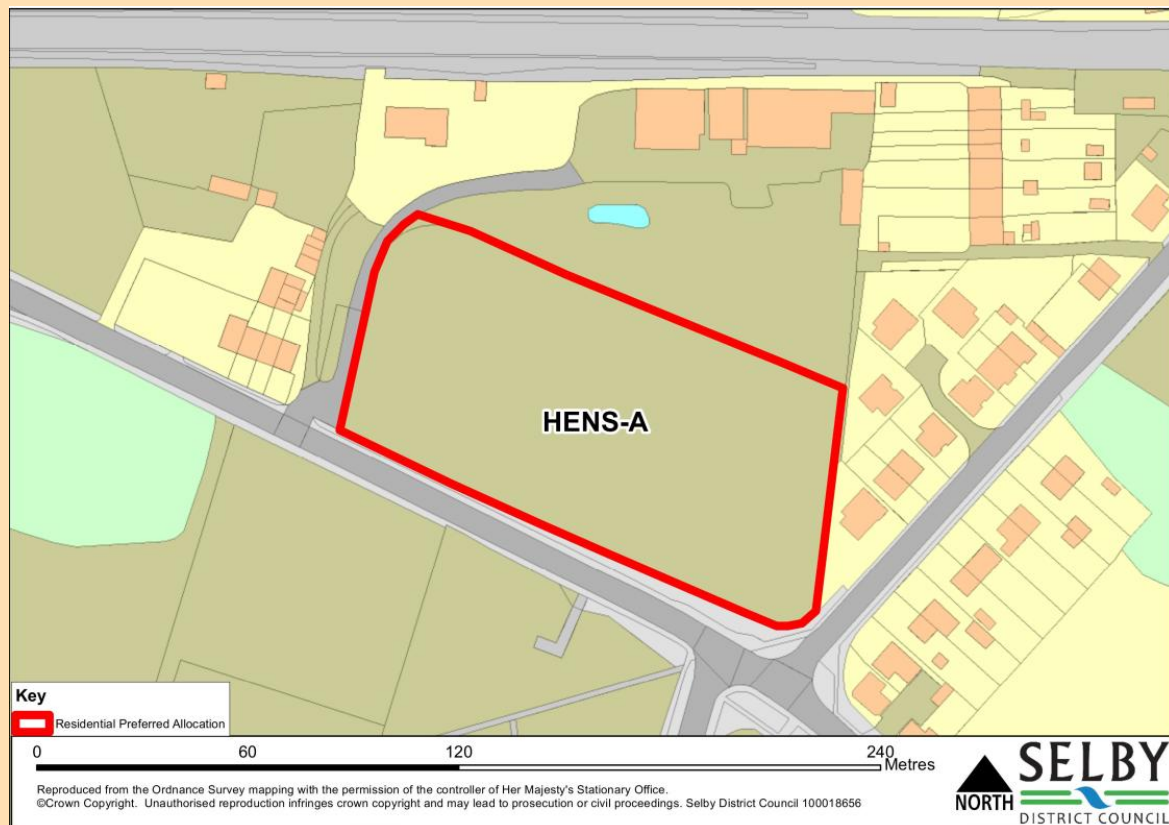 HENS-A
Key
Residential Preferred Allocation
0 60 120 240 Metres
Reproduced from the Ordnance Survey mapping with the permission of the controller of Her Majesty's Stationary Office.
©Crown Copyright. Unauthorised reproduction infringes crown copyright and may lead to prosecution or civil proceedings. Selby District Council 100018656
NORTH
SELBY
DISTRICT COUNCIL